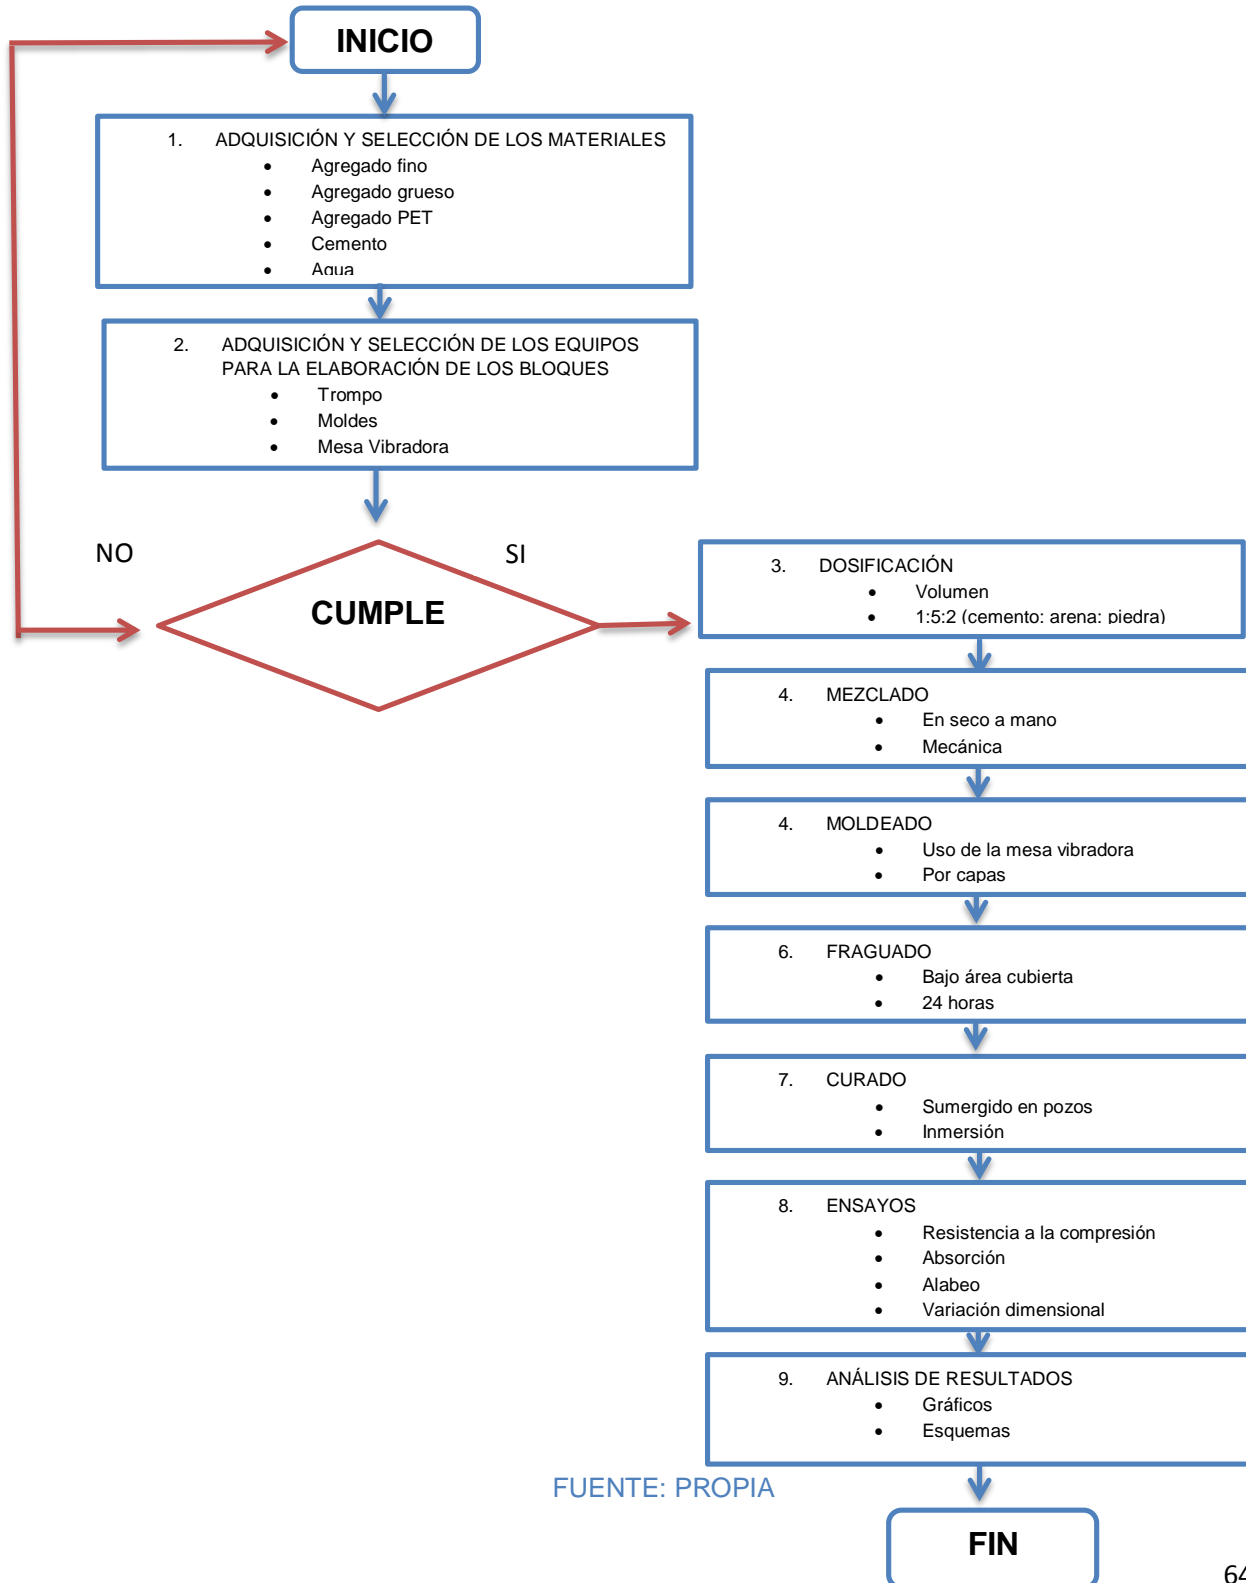 INICIO
1. ADQUISICIÓN Y SELECCIÓN DE LOS MATERIALES
• Agregado fino
• Agregado grueso
• Agregado PET
• Cemento
• Agua
2. ADQUISICIÓN Y SELECCIÓN DE LOS EQUIPOS
PARA LA ELABORACIÓN DE LOS BLOQUES
• Trompo
• Moldes
• Mesa Vibradora
NO
SI
CUMPLE
3. DOSIFICACIÓN
• Volumen
• 1:5:2 (cemento: arena: piedra)
4. MEZCLADO
• En seco a mano
• Mecánica
4. MOLDEADO
• Uso de la mesa vibradora
• Por capas
6. FRAGUADO
• Bajo área cubierta
• 24 horas
7. CURADO
• Sumergido en pozos
• Inmersión
8. ENSAYOS
• Resistencia a la compresión
• Absorción
• Alabeo
• Variación dimensional
9. ANÁLISIS DE RESULTADOS
• Gráficos
• Esquemas
FUENTE: PROPIA
FIN
64